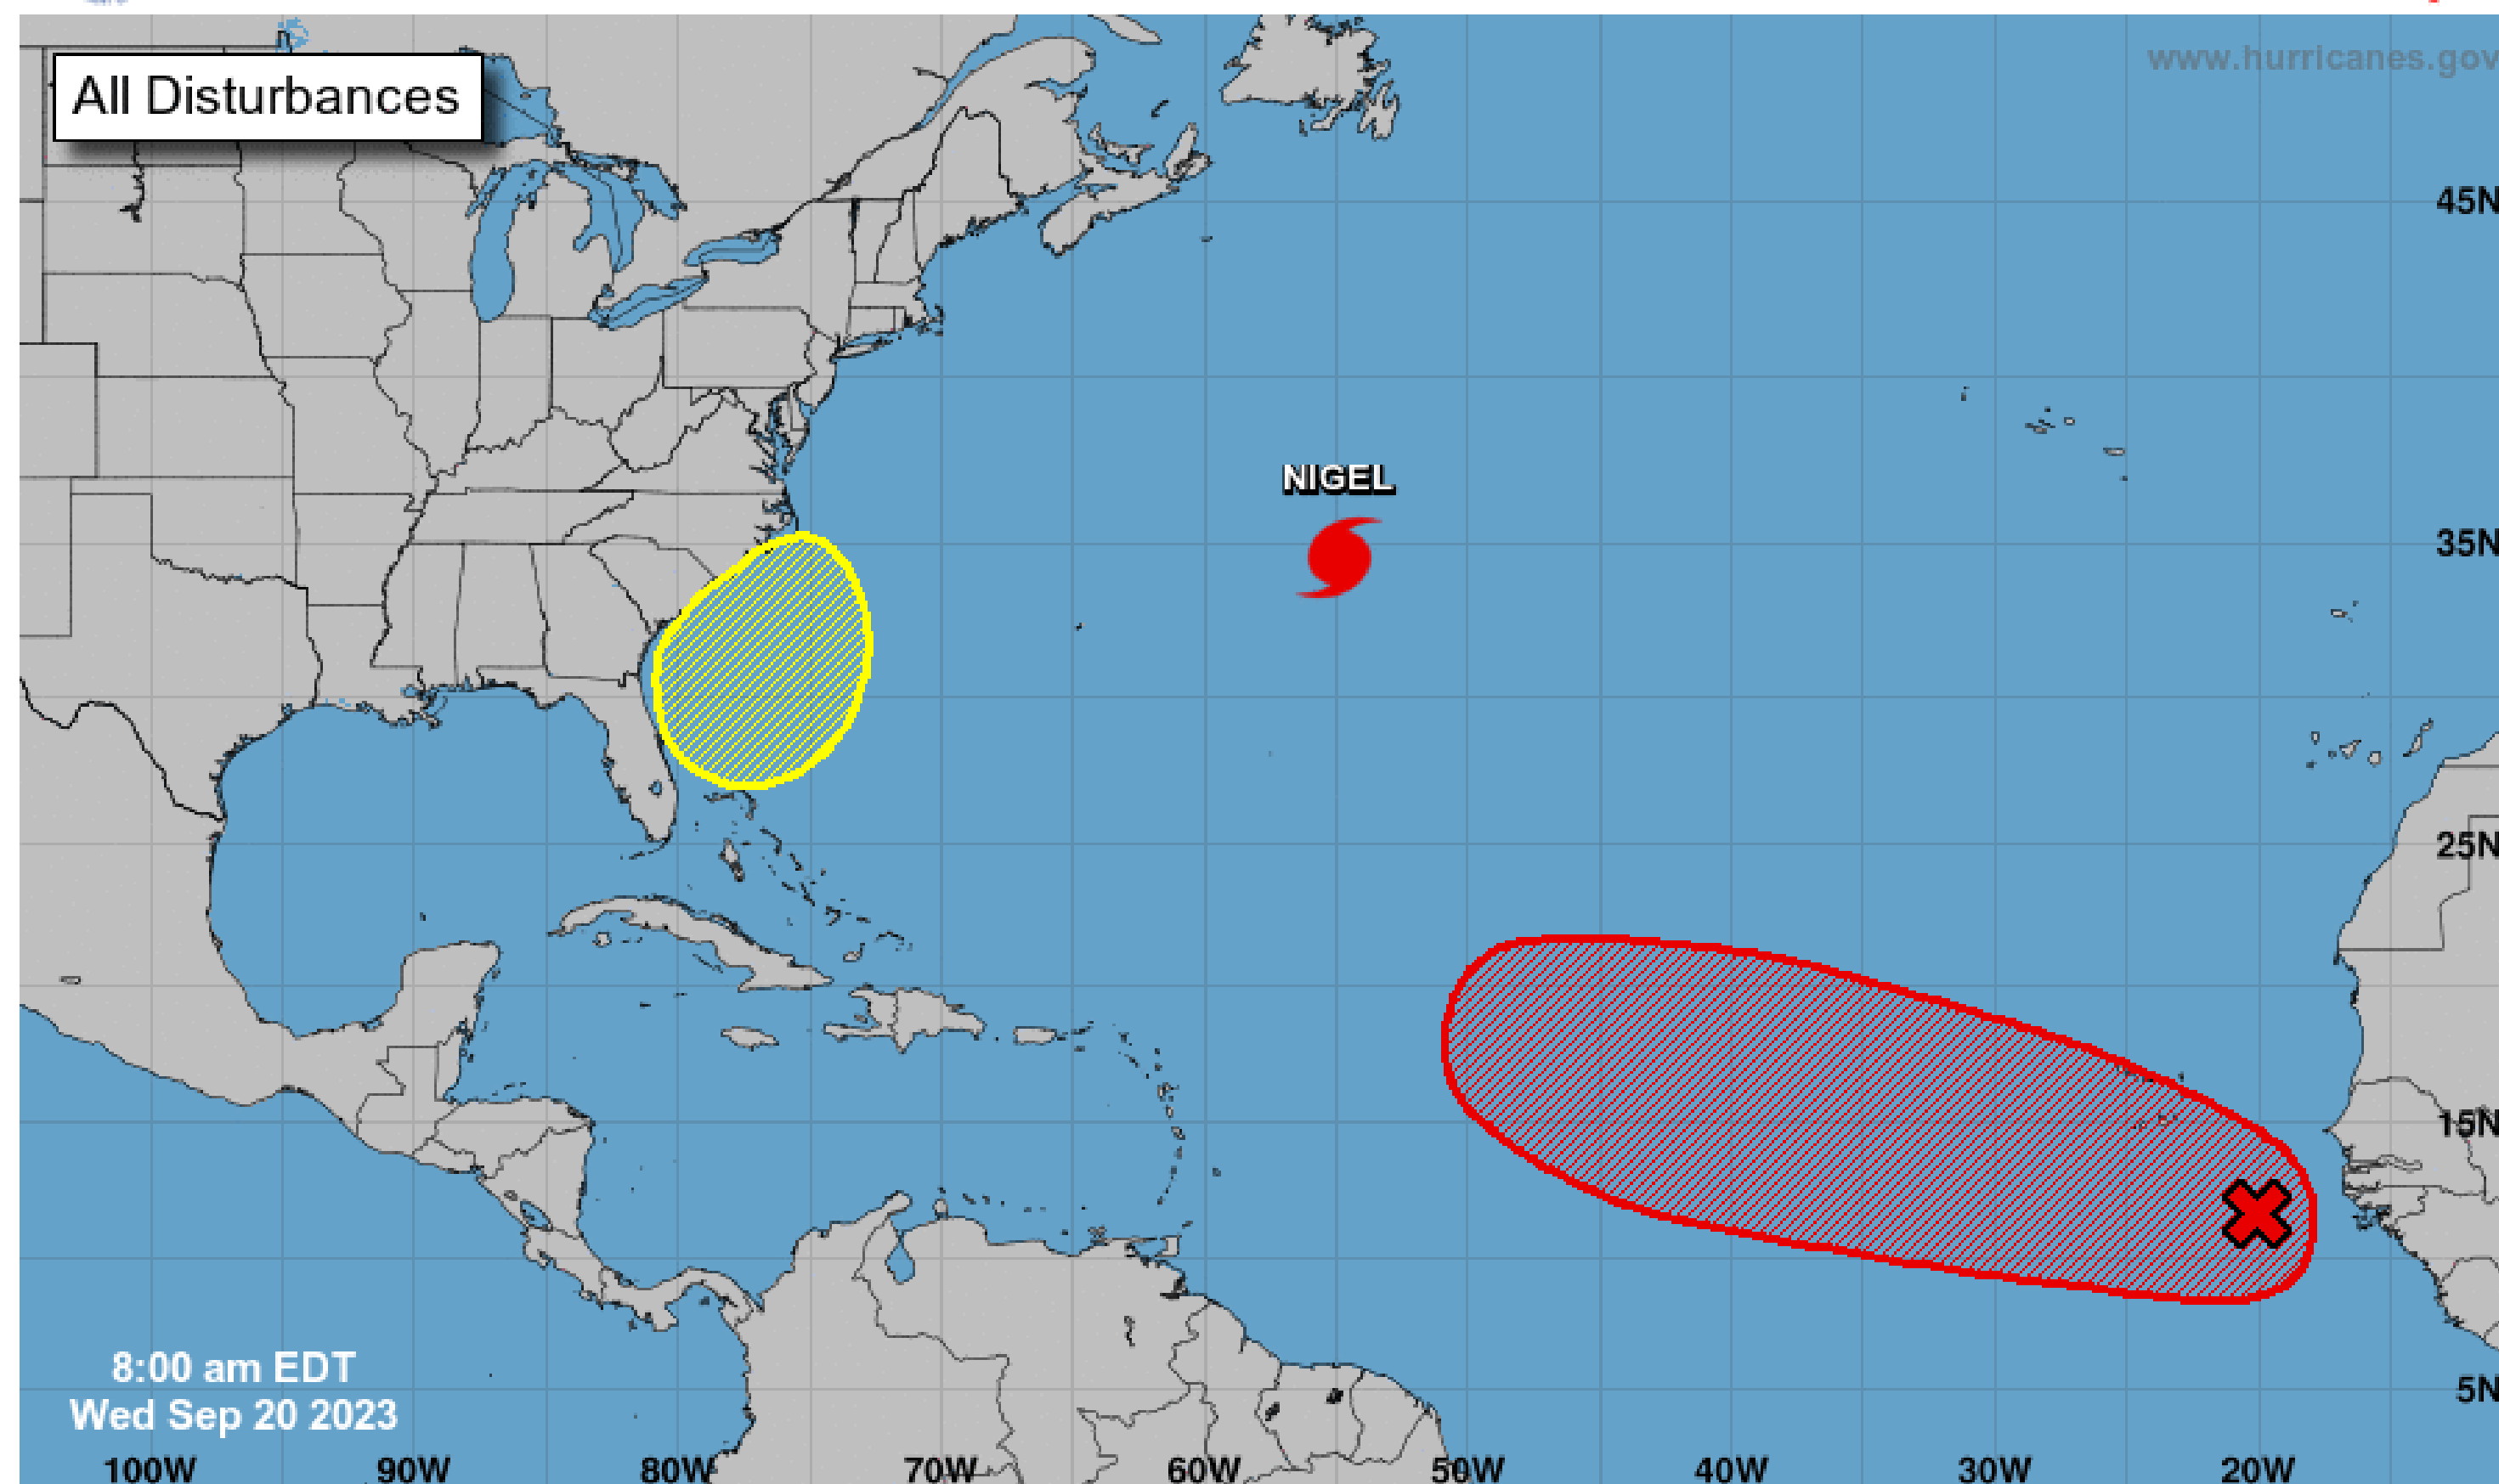 All Disturbances
www.hurricanes.gov
45N
NIGEL
35N
25N
15N
8:00 am EDT
5N
Wed Sep 20 2023
100W 90W 80W 70W 60W 50W 40W 30W 20W